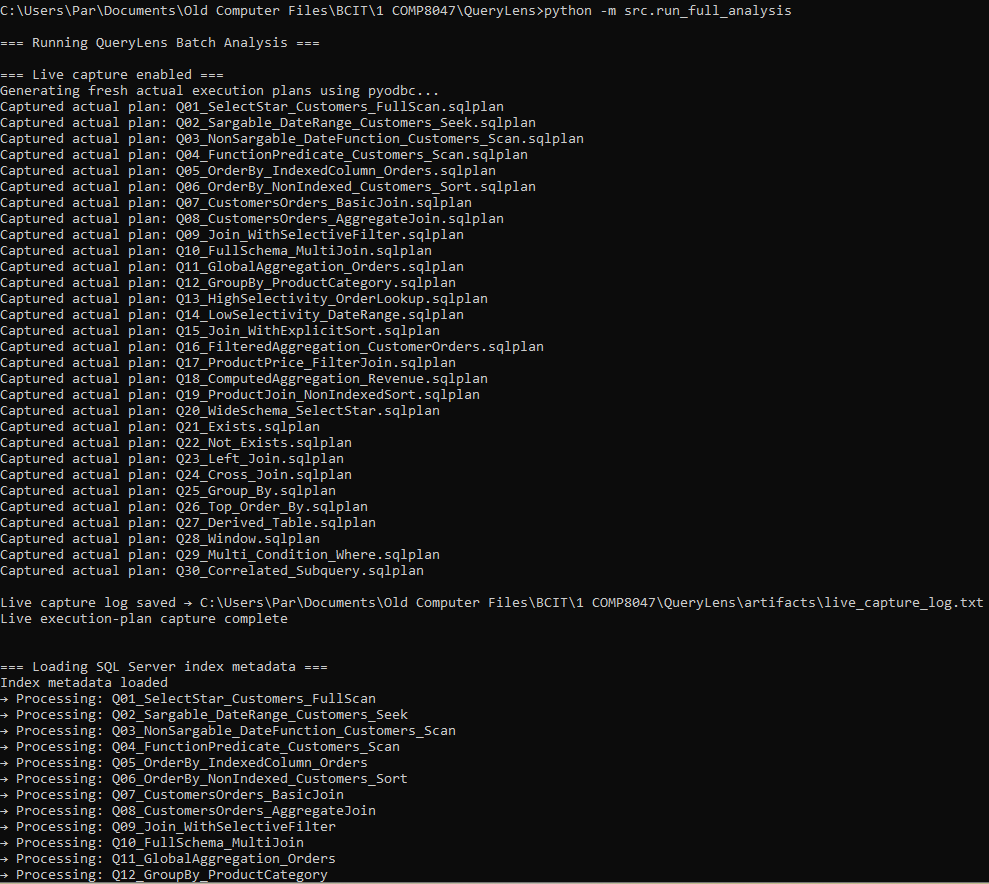 C:\Users\Par\Documents\Old Computer Files\BCIT\1 COMP8047\QueryLens>python -m src.run_full_analysis
=== Running QueryLens Batch Analysis ===
=== Live capture enabled ===
Generating fresh actual execution plans using pyodbc...
Captured actual plan: Q01_SelectStar_Customers_FullScan.sqlplan
Captured actual plan: Q02_Sargable_DateRange_Customers_Seek.sqlplan
Captured actual plan: Q03_NonSargable_DateFunction_Customers_Scan.sqlplan
Captured actual plan: Q04_FunctionPredicate_Customers_Scan.sqlplan
Captured actual plan: Q05_OrderBy_IndexedColumn_Orders.sqlplan
Captured actual plan: Q06_OrderBy_NonIndexed_Customers_Sort.sqlplan
Captured actual plan: Q07_CustomersOrders_BasicJoin.sqlplan
Captured actual plan: Q08_CustomersOrders_AggregateJoin.sqlplan
Captured actual plan: Q09_Join_WithSelectiveFilter.sqlplan
Captured actual plan: Q10_FullSchema_MultiJoin.sqlplan
Captured actual plan: Q11_GlobalAggregation_Orders.sqlplan
Captured actual plan: Q12_GroupBy_ProductCategory.sqlplan
Captured actual plan: Q13_HighSelectivity_OrderLookup.sqlplan
Captured actual plan: Q14_LowSelectivity_DateRange.sqlplan
Captured actual plan: Q15_Join_WithExplicitSort.sqlplan
Captured actual plan: Q16_FilteredAggregation_CustomerOrders.sqlplan
Captured actual plan: Q17_ProductPrice_FilterJoin.sqlplan
Captured actual plan: Q18_ComputedAggregation_Revenue.sqlplan
Captured actual plan: Q19_ProductJoin_NonIndexedSort.sqlplan
Captured actual plan: Q20_WideSchema_SelectStar.sqlplan
Captured actual plan: Q21_Exists.sqlplan
Captured actual plan: Q22_Not_Exists.sqlplan
Captured actual plan: Q23_Left_Join.sqlplan
Captured actual plan: Q24_Cross_Join.sqlplan
Captured actual plan: Q25_Group_By.sqlplan
Captured actual plan: Q26_Top_Order_By.sqlplan
Captured actual plan: Q27_Derived_Table.sqlplan
Captured actual plan: Q28_Window.sqlplan
Captured actual plan: Q29_Multi_Condition_Where.sqlplan
Captured actual plan: Q30_Correlated_Subquery.sqlplan
Live capture log saved → C:\Users\Par\Documents\Old Computer Files\BCIT\1 COMP8047\QueryLens\artifacts\live_capture_log.txt
Live execution-plan capture complete
=== Loading SQL Server index metadata ===
Index metadata loaded
→ Processing: Q01_SelectStar_Customers_FullScan
→ Processing: Q02_Sargable_DateRange_Customers_Seek
→ Processing: Q03_NonSargable_DateFunction_Customers_Scan
→ Processing: Q04_FunctionPredicate_Customers_Scan
→ Processing: Q05_OrderBy_IndexedColumn_Orders
→ Processing: Q06_OrderBy_NonIndexed_Customers_Sort
→ Processing: Q07_CustomersOrders_BasicJoin
→ Processing: Q08_CustomersOrders_AggregateJoin
→ Processing: Q09_Join_WithSelectiveFilter
→ Processing: Q10_FullSchema_MultiJoin
→ Processing: Q11_GlobalAggregation_Orders
→ Processing: Q12_GroupBy_ProductCategory